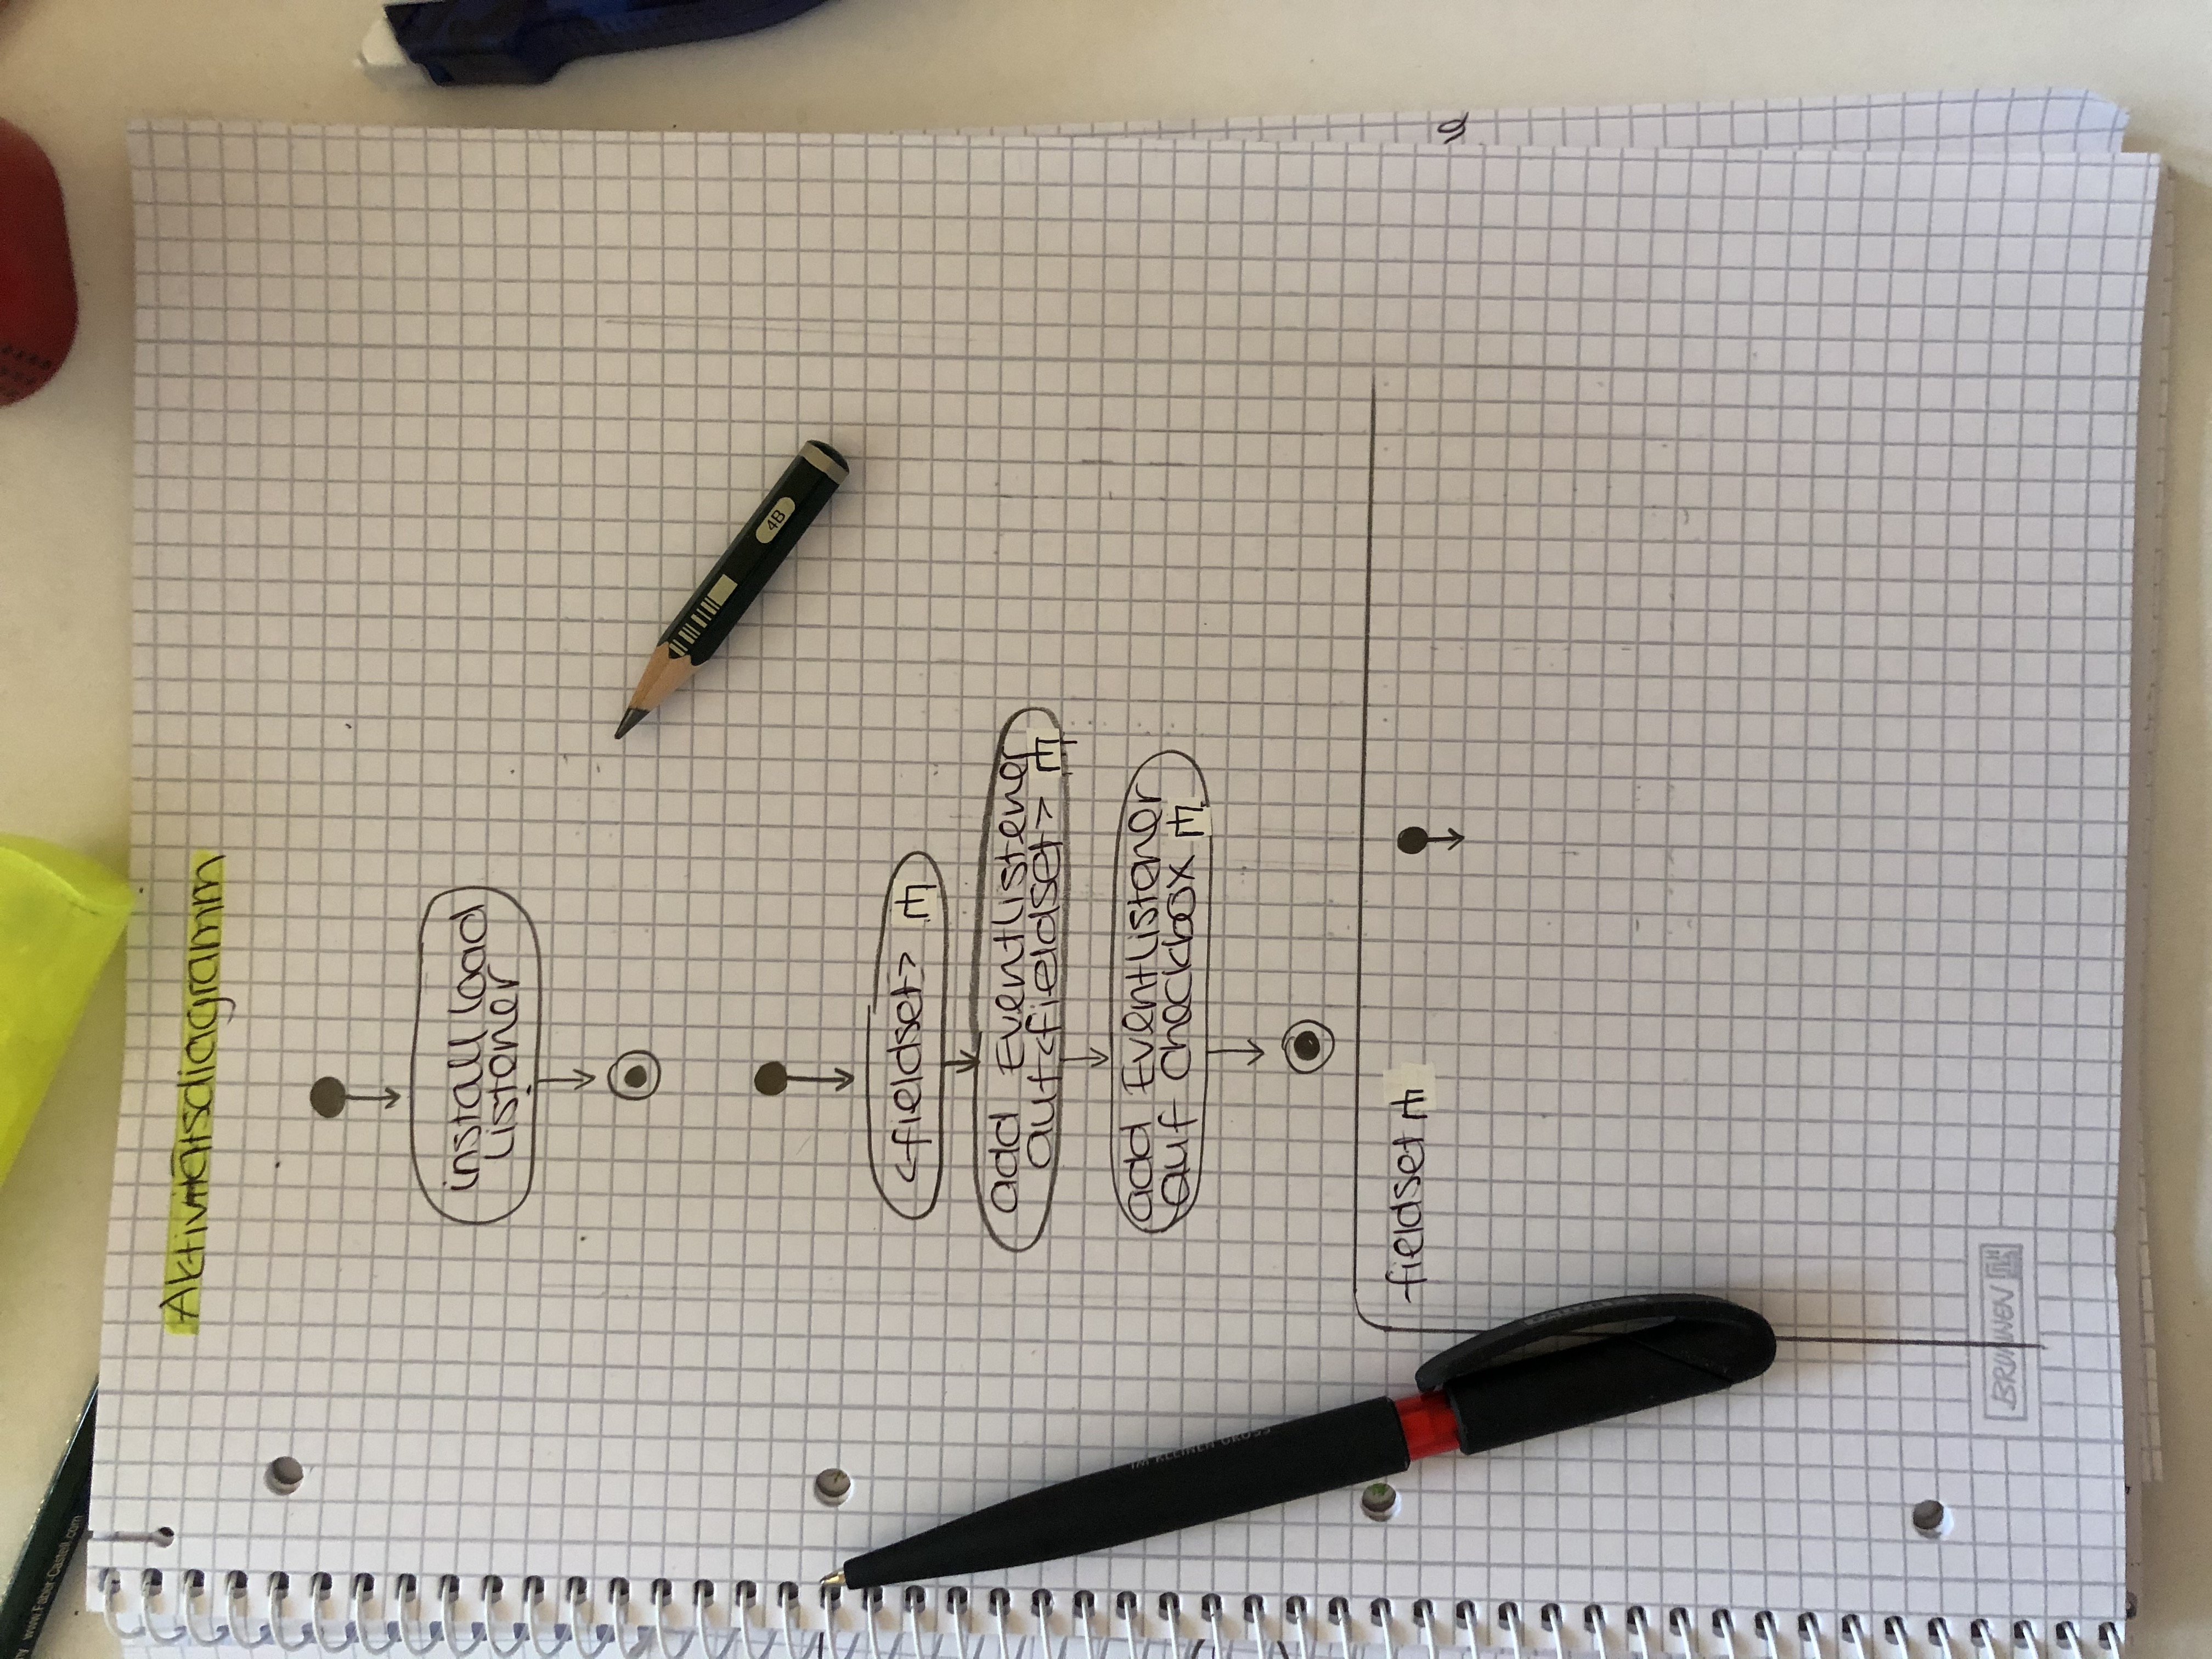 www.Faber-Castell.com
Aktivitätsdiagramm
install load
listener
4B
<fieldset>
add Eventlistener
auf <fieldset>
add Eventlistener
auf Checkbox
fieldset
BRUNNEN